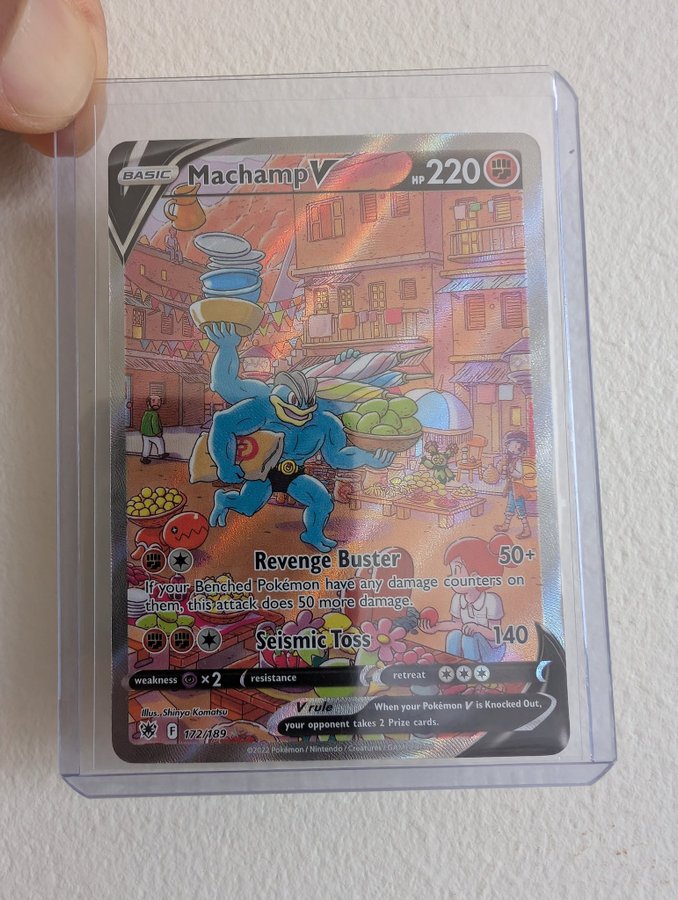 BASIC Machamp V HP 220
Revenge Buster 50+
If your Benched Pokémon have any damage counters on
them, this attack does 50 more damage.
Seismic Toss 140
weakness ×2 resistance retreat
Illus. Shinya Komatsu
V rule When your Pokémon V is Knocked Out,
your opponent takes 2 Prize cards.
F 172/189
©2022 Pokémon / Nintendo / Creatures / GAM